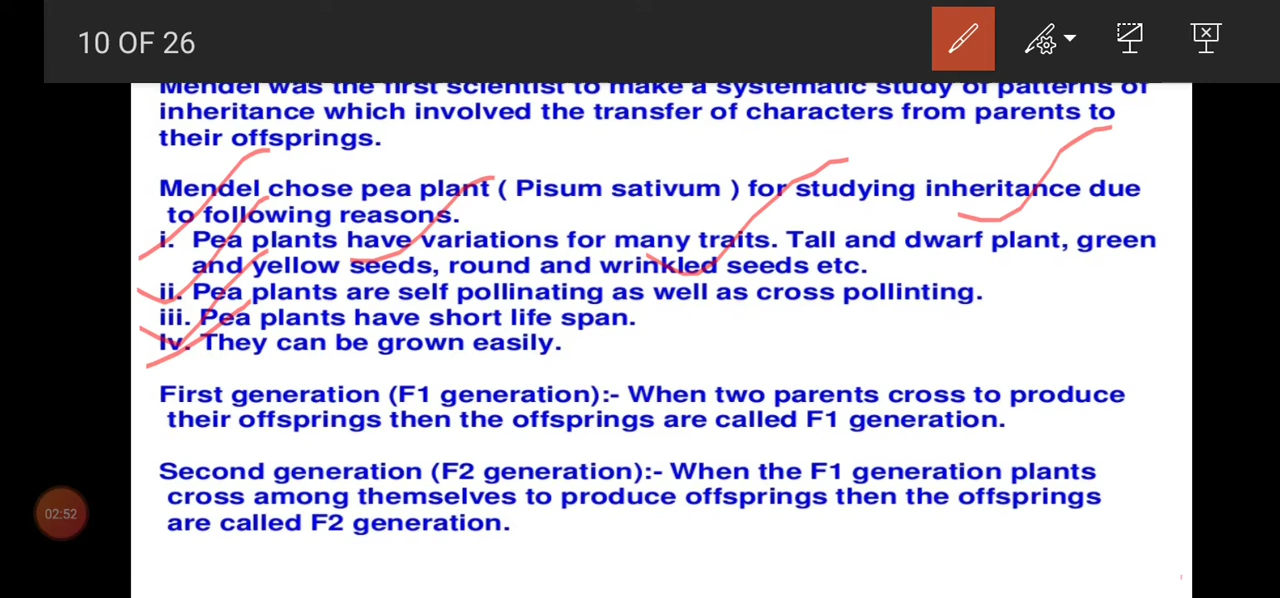 10 OF 26
Mendel was the first scientist to make a systematic study of patterns of
inheritance which involved the transfer of characters from parents to
their offsprings.
Mendel chose pea plant ( Pisum sativum ) for studying inheritance due
to following reasons.
i. Pea plants have variations for many traits. Tall and dwarf plant, green
and yellow seeds, round and wrinkled seeds etc.
ii. Pea plants are self pollinating as well as cross pollinting.
iii. Pea plants have short life span.
Iv. They can be grown easily.
First generation (F1 generation):- When two parents cross to produce
their offsprings then the offsprings are called F1 generation.
Second generation (F2 generation):- When the F1 generation plants
cross among themselves to produce offsprings then the offsprings
are called F2 generation.
02:52